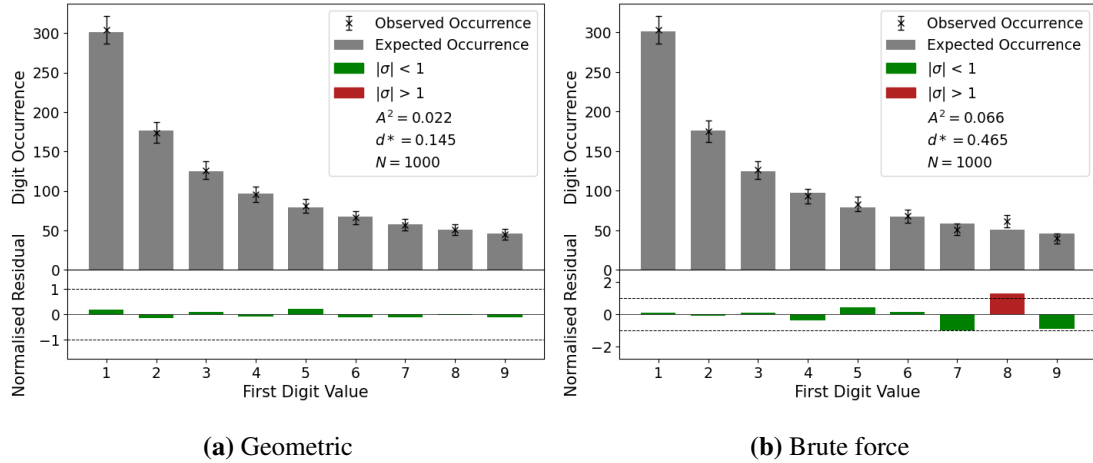 Digit Occurrence
300
250
200
150
100
50
0
× Observed Occurrence
Expected Occurrence
|σ| < 1
|σ| > 1
A² = 0.022
d* = 0.145
N = 1000
Normalised Residual
1
0
−1
1 2 3 4 5 6 7 8 9
First Digit Value
(a) Geometric
Digit Occurrence
300
250
200
150
100
50
0
× Observed Occurrence
Expected Occurrence
|σ| < 1
|σ| > 1
A² = 0.066
d* = 0.465
N = 1000
Normalised Residual
2
0
−2
1 2 3 4 5 6 7 8 9
First Digit Value
(b) Brute force